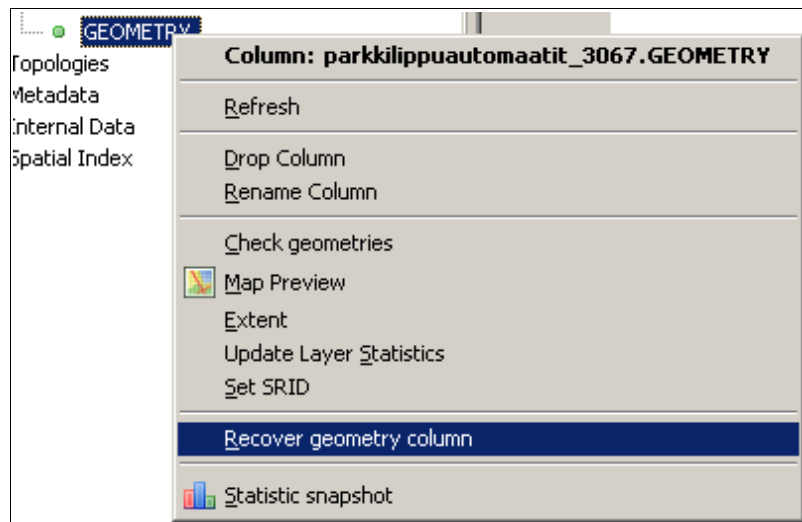 GEOMETRY
Column: parkkilippuautomaatit_3067.GEOMETRY
Topologies
Metadata
Internal Data
Spatial Index
Refresh
Drop Column
Rename Column
Check geometries
Map Preview
Extent
Update Layer Statistics
Set SRID
Recover geometry column
Statistic snapshot